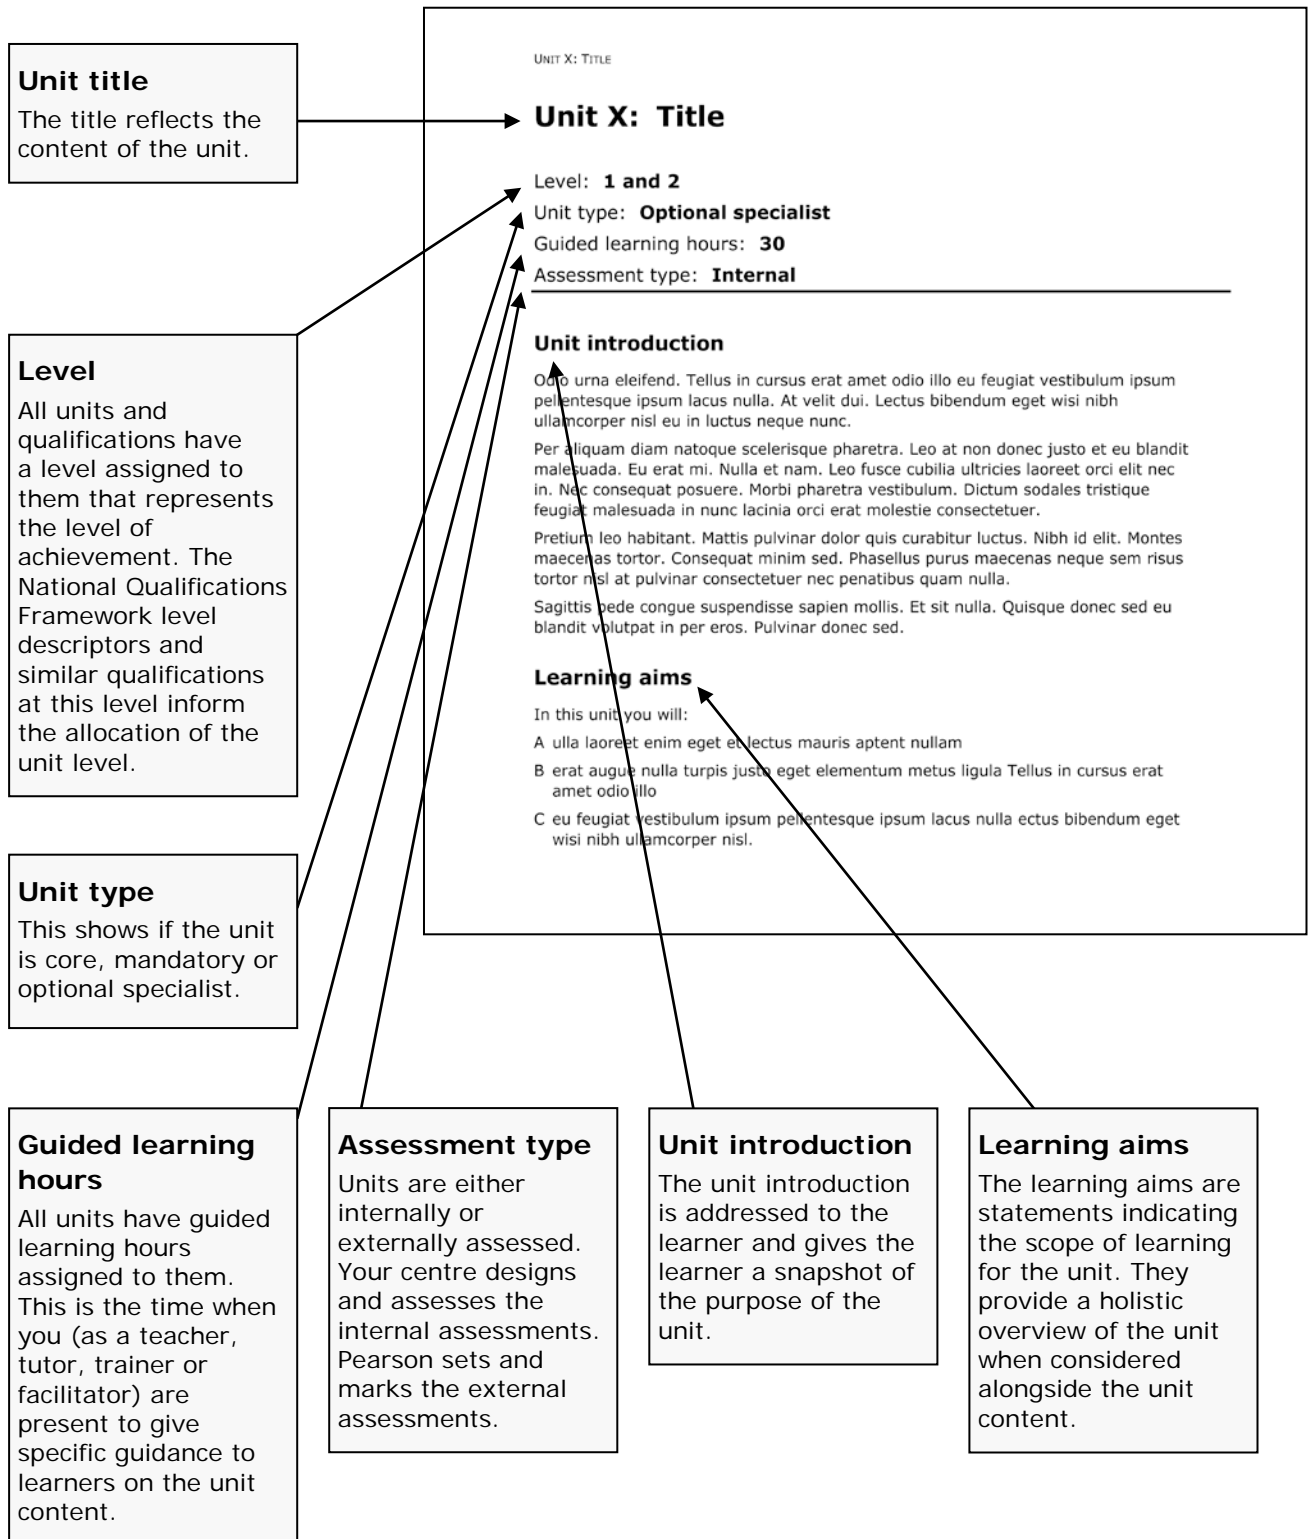 Unit title
The title reflects the
content of the unit.
Level
All units and
qualifications have
a level assigned to
them that represents
the level of
achievement. The
National Qualifications
Framework level
descriptors and
similar qualifications
at this level inform
the allocation of the
unit level.
Unit type
This shows if the unit
is core, mandatory or
optional specialist.
Guided learning
hours
All units have guided
learning hours
assigned to them.
This is the time when
you (as a teacher,
tutor, trainer or
facilitator) are
present to give
specific guidance to
learners on the unit
content.
UNIT X: TITLE
Unit X: Title
Level: 1 and 2
Unit type: Optional specialist
Guided learning hours: 30
Assessment type: Internal
Unit introduction
Odio urna eleifend. Tellus in cursus erat amet odio illo eu feugiat vestibulum ipsum
pellentesque ipsum lacus nulla. At velit dui. Lectus bibendum eget wisi nibh
ullamcorper nisl eu in luctus neque nunc.
Per aliquam diam natoque scelerisque pharetra. Leo at non donec justo et eu blandit
malesuada. Eu erat mi. Nulla et nam. Leo fusce cubilia ultricies laoreet orci elit nec
in. Nec consequat posuere. Morbi pharetra vestibulum. Dictum sodales tristique
feugiat malesuada in nunc lacinia orci erat molestie consectetuer.
Pretium leo habitant. Mattis pulvinar dolor quis curabitur luctus. Nibh id elit. Montes
maecenas tortor. Consequat minim sed. Phasellus purus maecenas neque sem risus
tortor nisl at pulvinar consectetuer nec penatibus quam nulla.
Sagittis pede congue suspendisse sapien mollis. Et sit nulla. Quisque donec sed eu
blandit volutpat in per eros. Pulvinar donec sed.
Learning aims
In this unit you will:
A ulla laoreet enim eget et lectus mauris aptent nullam
B erat augue nulla turpis justo eget elementum metus ligula Tellus in cursus erat
amet odio illo
C eu feugiat vestibulum ipsum pellentesque ipsum lacus nulla ectus bibendum eget
wisi nibh ullamcorper nisl.
Assessment type
Units are either
internally or
externally assessed.
Your centre designs
and assesses the
internal assessments.
Pearson sets and
marks the external
assessments.
Unit introduction
The unit introduction
is addressed to the
learner and gives the
learner a snapshot of
the purpose of the
unit.
Learning aims
The learning aims are
statements indicating
the scope of learning
for the unit. They
provide a holistic
overview of the unit
when considered
alongside the unit
content.